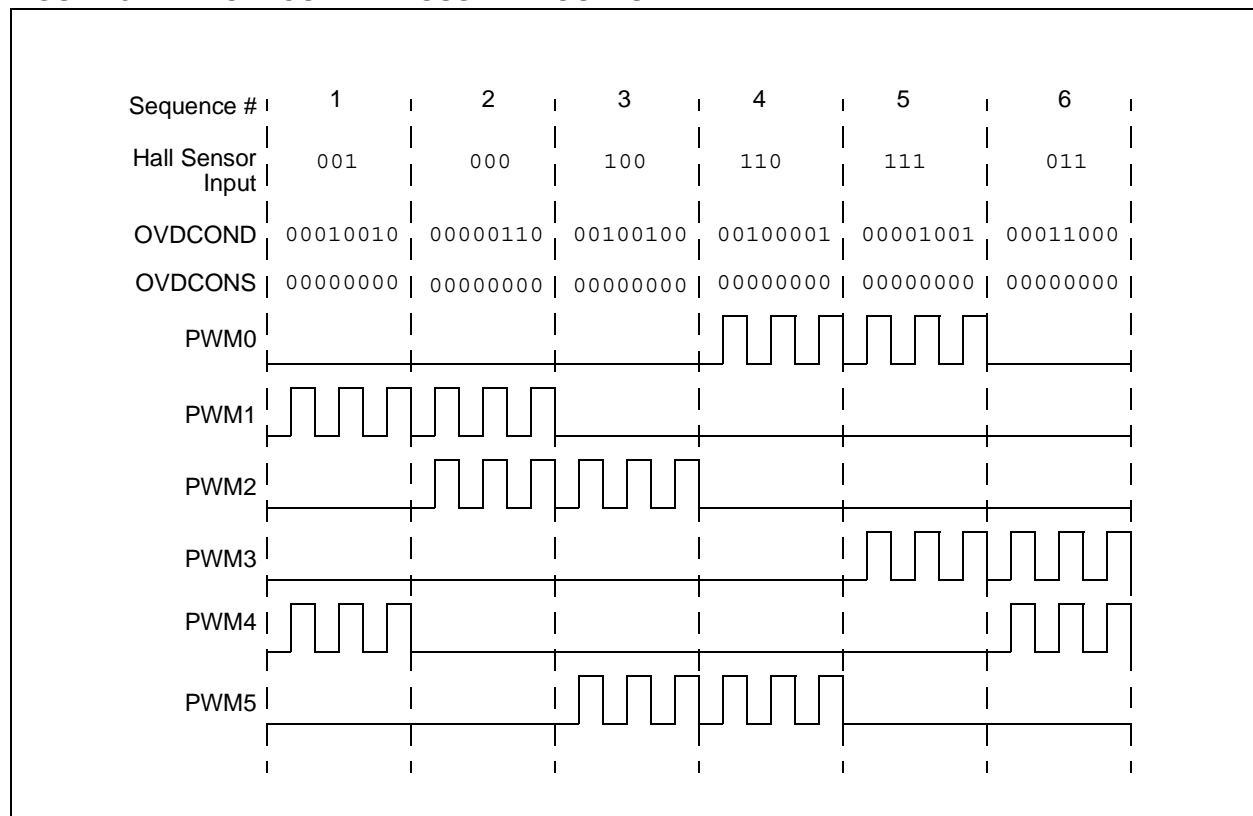 Sequence # 1 2 3 4 5 6
Hall Sensor
Input 001 000 100 110 111 011
OVDCOND 00010010 00000110 00100100 00100001 00001001 00011000
OVDCONS 00000000 00000000 00000000 00000000 00000000 00000000
PWM0
PWM1
PWM2
PWM3
PWM4
PWM5